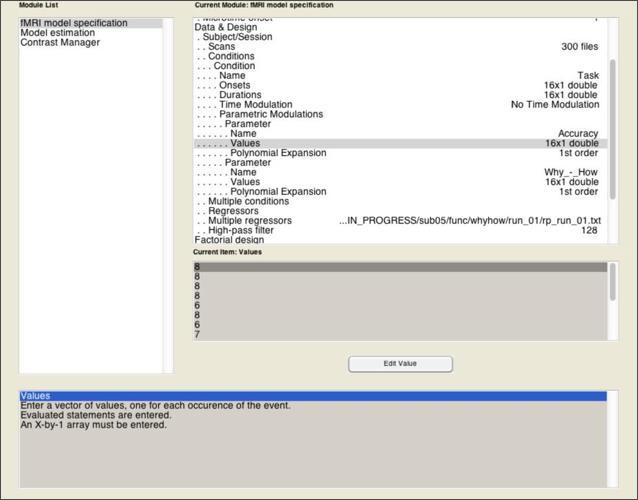 Module List
Current Module: fMRI model specification
fMRI model specification
Model estimation
Contrast Manager
Data & Design
. Subject/Session
. . Scans 300 files
. . Conditions
. . . Condition
. . . . Name Task
. . . . Onsets 16x1 double
. . . . Durations 16x1 double
. . . . Time Modulation No Time Modulation
. . . . Parametric Modulations
. . . . . Parameter
. . . . . . Name Accuracy
. . . . . . Values 16x1 double
. . . . . . Polynomial Expansion 1st order
. . . . . Parameter
. . . . . . Name Why_-_How
. . . . . . Values 16x1 double
. . . . . . Polynomial Expansion 1st order
. . Multiple conditions
. . Regressors
. . Multiple regressors ...IN_PROGRESS/sub05/func/whyhow/run_01/rp_run_01.txt
. . High-pass filter 128
Factorial design
Current Item: Values
8
8
8
8
6
8
6
7
Edit Value
Values
Enter a vector of values, one for each occurence of the event.
Evaluated statements are entered.
An X-by-1 array must be entered.